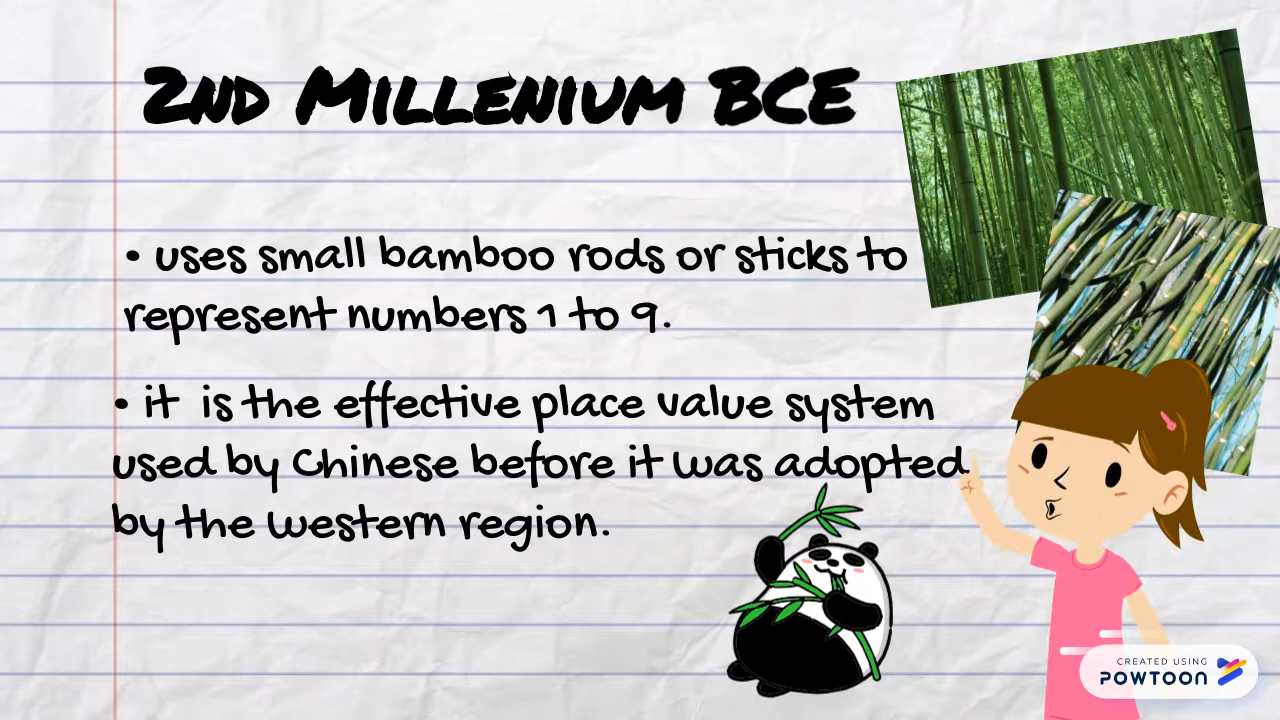 2nd Millenium BCE
• uses small bamboo rods or sticks to
represent numbers 1 to 9.
• it is the effective place value system
used by Chinese before it was adopted
by the western region.
CREATED USING
POWTOON